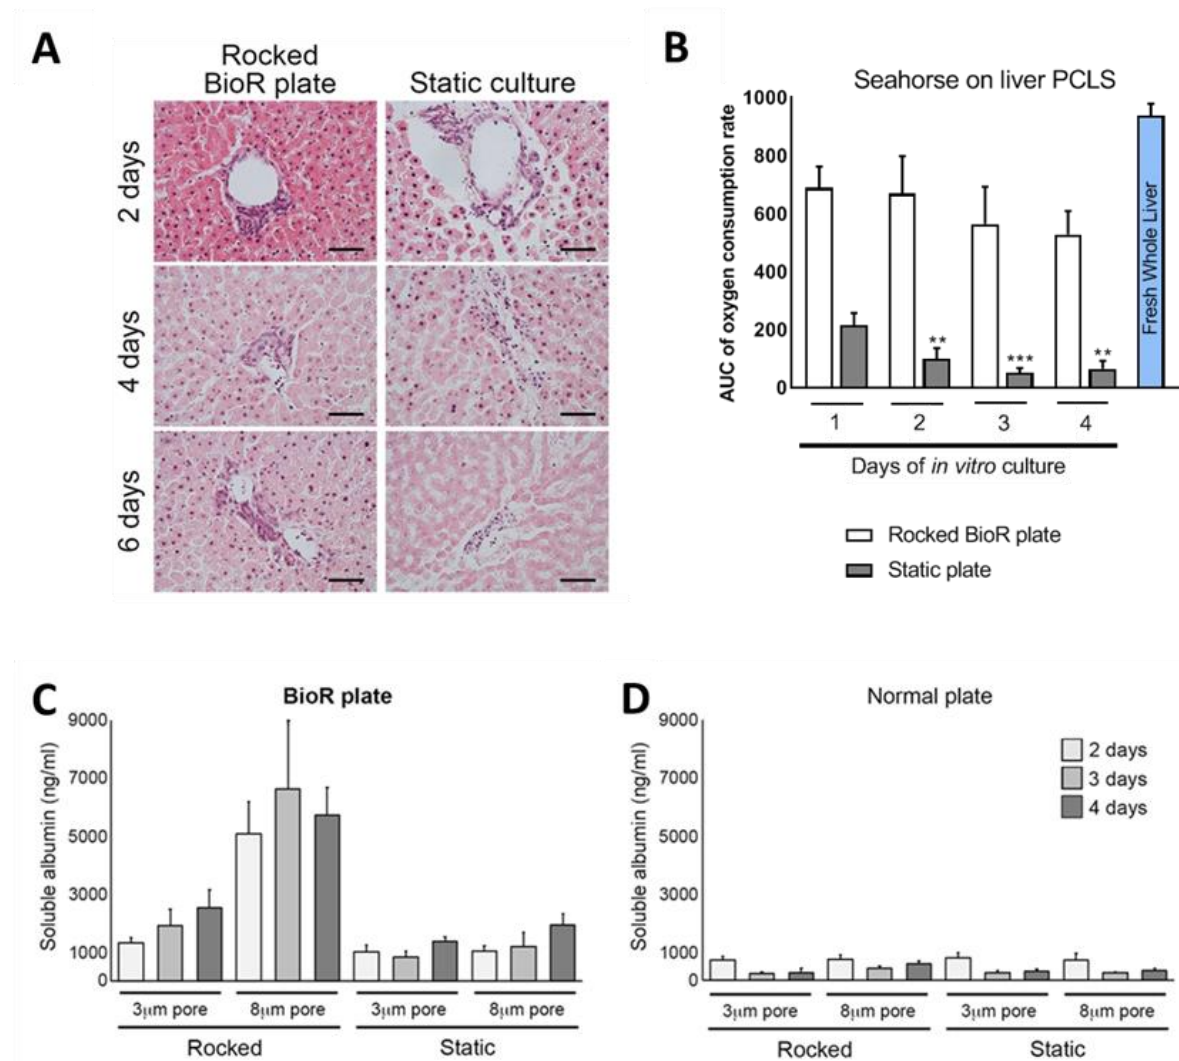 A
Rocked
BioR plate
Static culture
2 days
4 days
6 days
B
Seahorse on liver PCLS
AUC of oxygen consumption rate
1000
800
600
400
200
0
**
***
**
Fresh Whole Liver
1 2 3 4
Days of in vitro culture
Rocked BioR plate
Static plate
C
BioR plate
Soluble albumin (ng/ml)
9000
7000
5000
3000
1000
0
3μm pore 8μm pore 3μm pore 8μm pore
Rocked Static
D
Normal plate
Soluble albumin (ng/ml)
9000
7000
5000
3000
1000
0
2 days
3 days
4 days
3μm pore 8μm pore 3μm pore 8μm pore
Rocked Static